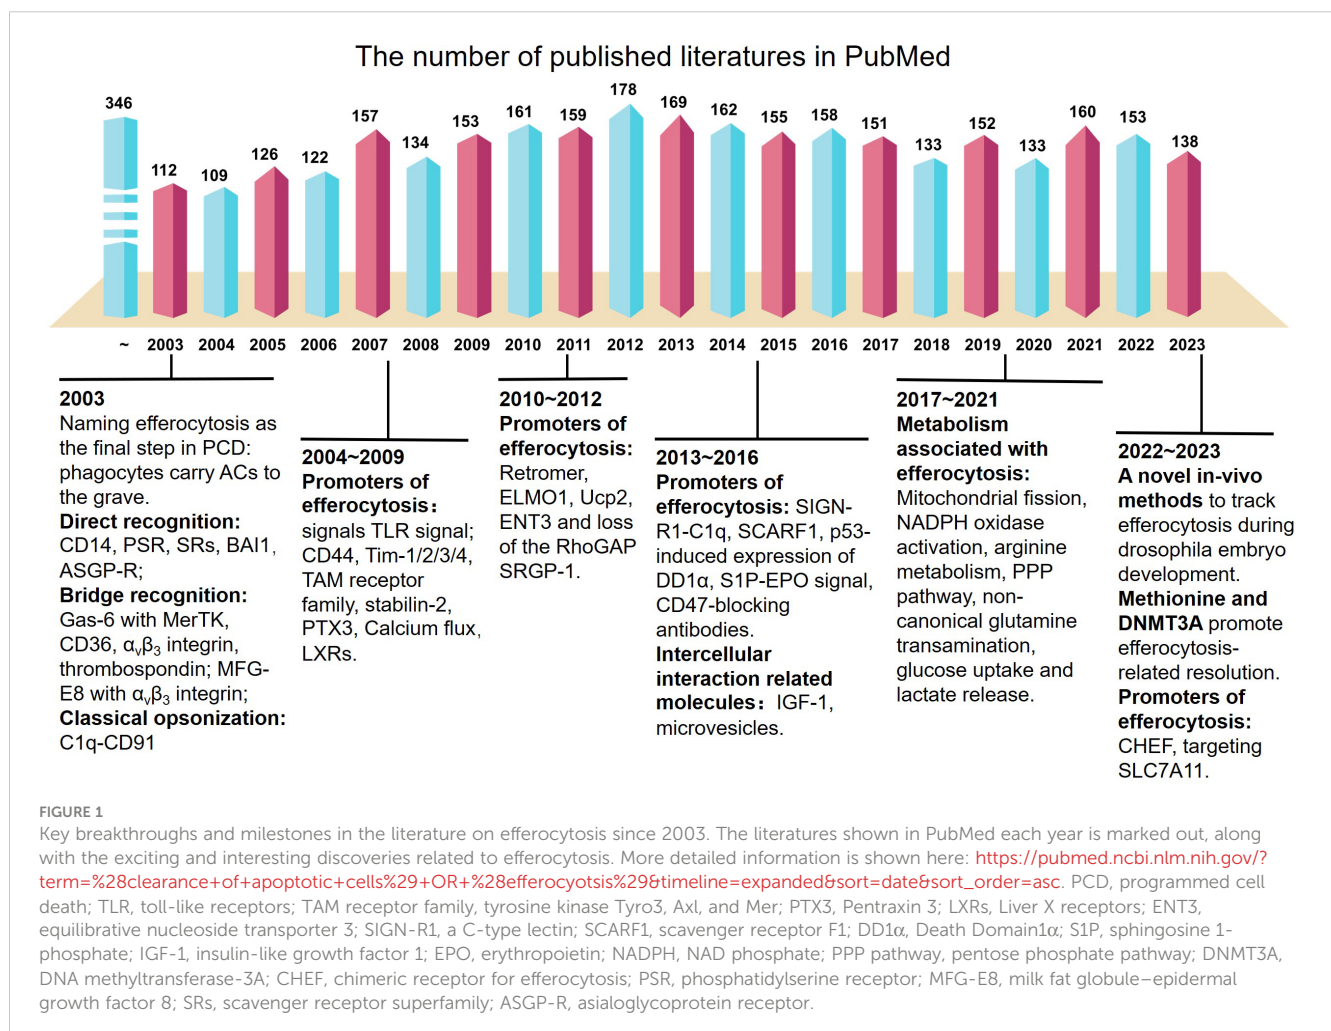 The number of published literatures in PubMed
346
112
109
126
122
157
134
153
161
159
178
169
162
155
158
151
133
152
133
160
153
138
~ 2003 2004 2005 2006 2007 2008 2009 2010 2011 2012 2013 2014 2015 2016 2017 2018 2019 2020 2021 2022 2023
2003
Naming efferocytosis as
the final step in PCD:
phagocytes carry ACs to
the grave.
Direct recognition:
CD14, PSR, SRs, BAI1,
ASGP-R;
Bridge recognition:
Gas-6 with MerTK,
CD36, αvβ3 integrin,
thrombospondin; MFG-
E8 with αvβ3 integrin;
Classical opsonization:
C1q-CD91
2004~2009
Promoters of
efferocytosis:
signals TLR signal;
CD44, Tim-1/2/3/4,
TAM receptor
family, stabilin-2,
PTX3, Calcium flux,
LXRs.
2010~2012
Promoters of
efferocytosis:
Retromer,
ELMO1, Ucp2,
ENT3 and loss
of the RhoGAP
SRGP-1.
2013~2016
Promoters of
efferocytosis: SIGN-
R1-C1q, SCARF1, p53-
induced expression of
DD1α, S1P-EPO signal,
CD47-blocking
antibodies.
Intercellular
interaction related
molecules: IGF-1,
microvesicles.
2017~2021
Metabolism
associated with
efferocytosis:
Mitochondrial fission,
NADPH oxidase
activation, arginine
metabolism, PPP
pathway, non-
canonical glutamine
transamination,
glucose uptake and
lactate release.
2022~2023
A novel in-vivo
methods to track
efferocytosis during
drosophila embryo
development.
Methionine and
DNMT3A promote
efferocytosis-
related resolution.
Promoters of
efferocytosis:
CHEF, targeting
SLC7A11.
FIGURE 1
Key breakthroughs and milestones in the literature on efferocytosis since 2003. The literatures shown in PubMed each year is marked out, along
with the exciting and interesting discoveries related to efferocytosis. More detailed information is shown here: https://pubmed.ncbi.nlm.nih.gov/?
term=%28clearance+of+apoptotic+cells%29+OR+%28efferocyotsis%29&timeline=expanded&sort=date&sort_order=asc. PCD, programmed cell
death; TLR, toll-like receptors; TAM receptor family, tyrosine kinase Tyro3, Axl, and Mer; PTX3, Pentraxin 3; LXRs, Liver X receptors; ENT3,
equilibrative nucleoside transporter 3; SIGN-R1, a C-type lectin; SCARF1, scavenger receptor F1; DD1α, Death Domain1α; S1P, sphingosine 1-
phosphate; IGF-1, insulin-like growth factor 1; EPO, erythropoietin; NADPH, NAD phosphate; PPP pathway, pentose phosphate pathway; DNMT3A,
DNA methyltransferase-3A; CHEF, chimeric receptor for efferocytosis; PSR, phosphatidylserine receptor; MFG-E8, milk fat globule–epidermal
growth factor 8; SRs, scavenger receptor superfamily; ASGP-R, asialoglycoprotein receptor.